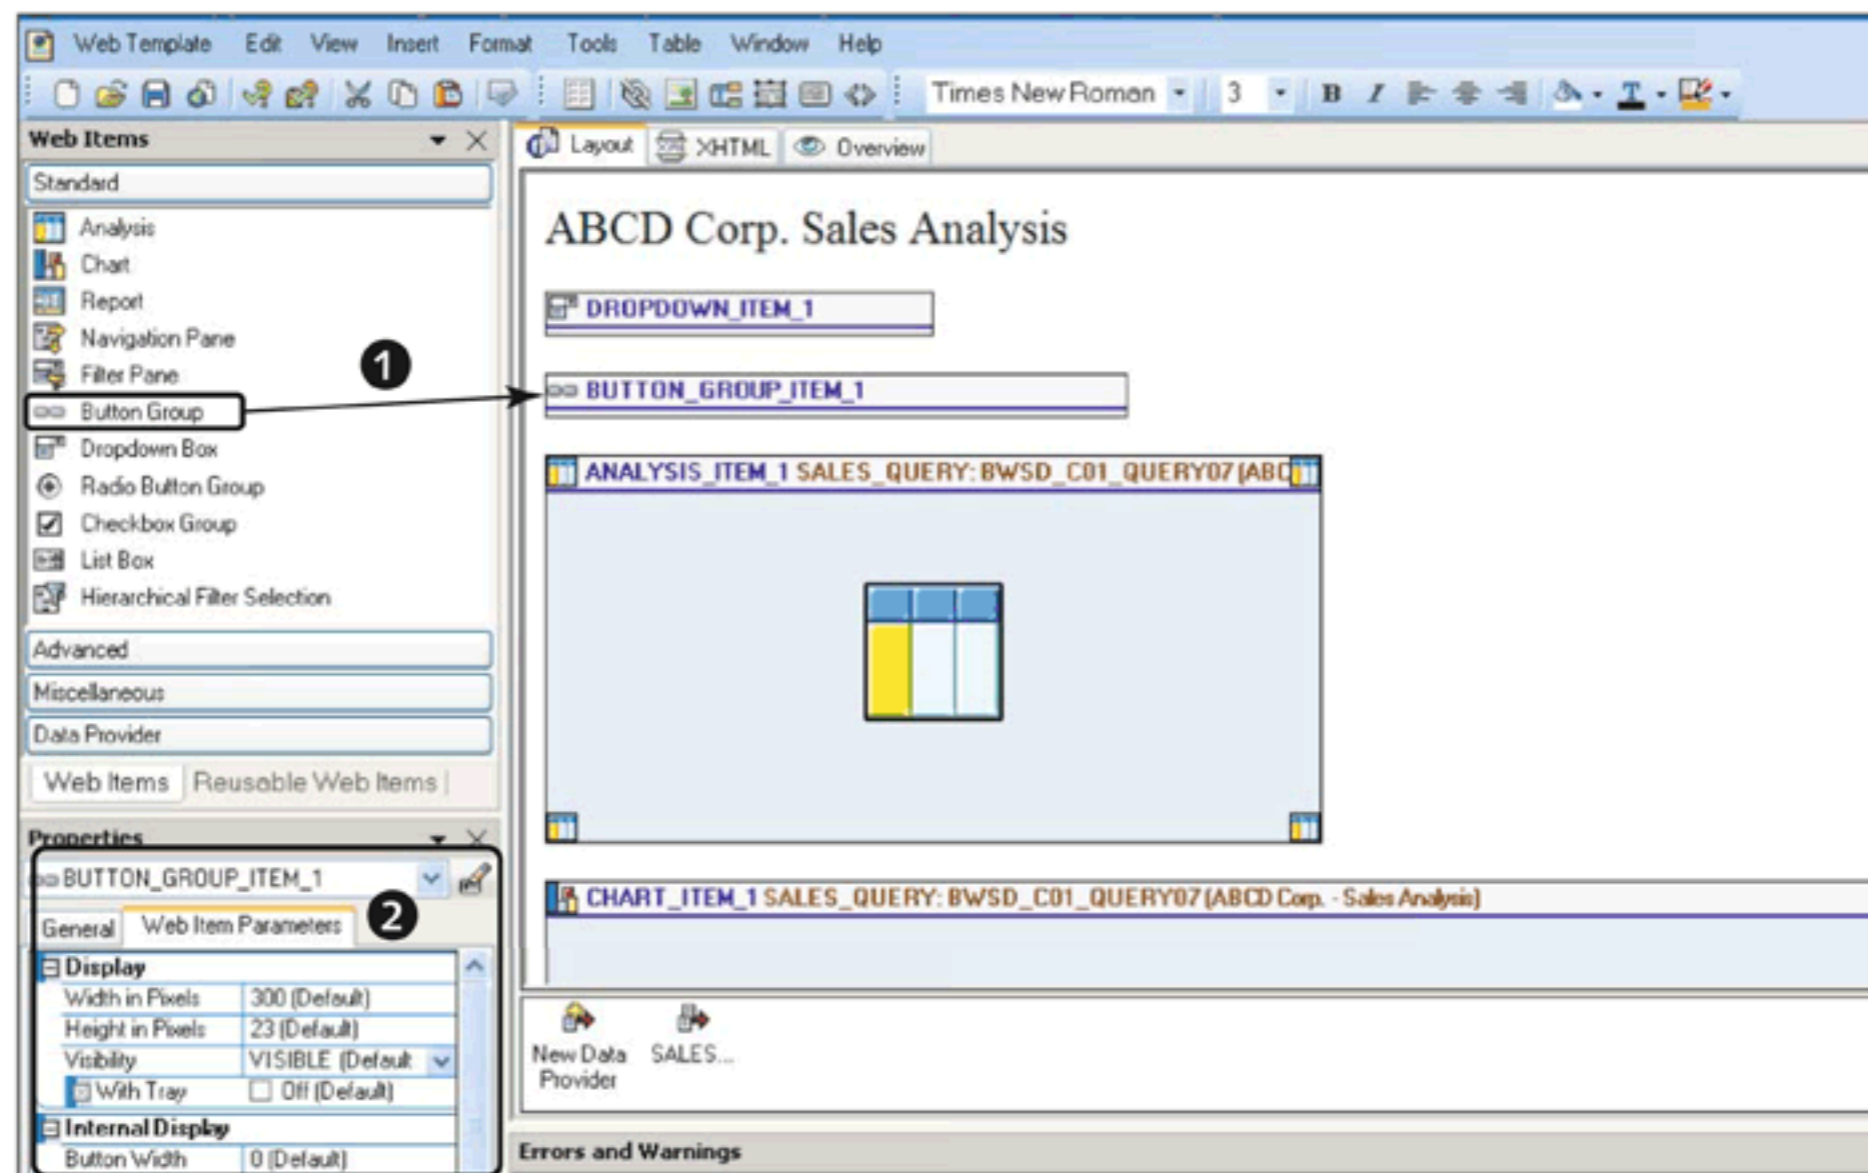 Web Template Edit View Insert Format Tools Table Window Help
Times New Roman 3 B I T
Web Items
Standard
Analysis
Chart
Report
Navigation Pane
Filter Pane
Button Group
Dropdown Box
Radio Button Group
Checkbox Group
List Box
Hierarchical Filter Selection
Advanced
Miscellaneous
Data Provider
Web Items Reusable Web Items
1
Properties
BUTTON_GROUP_ITEM_1
General Web Item Parameters
2
Display
Width in Pixels 300 (Default)
Height in Pixels 23 (Default)
Visibility VISIBLE (Default
With Tray Off (Default)
Internal Display
Button Width 0 (Default)
Layout XHTML Overview
ABCD Corp. Sales Analysis
DROPDOWN_ITEM_1
BUTTON_GROUP_ITEM_1
ANALYSIS_ITEM_1 SALES_QUERY: BWSD_C01_QUERY07 (ABC
CHART_ITEM_1 SALES_QUERY: BWSD_C01_QUERY07 (ABCD Corp. - Sales Analysis)
New Data Provider
SALES...
Errors and Warnings